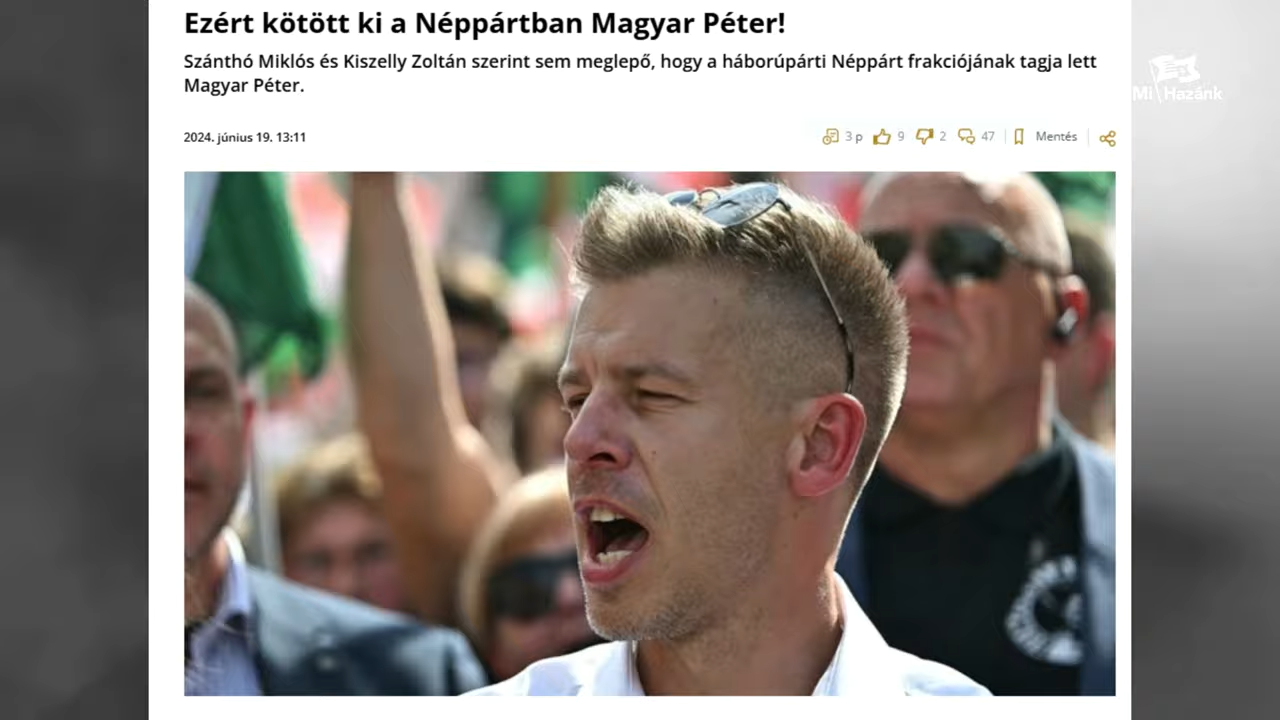 Ezért kötött ki a Néppártban Magyar Péter!
Szánthó Miklós és Kiszelly Zoltán szerint sem meglepő, hogy a háborúpárti Néppárt frakciójának tagja lett
Magyar Péter.
2024. június 19. 13:11
3 p 9 2 47 Mentés
Mi Hazánk